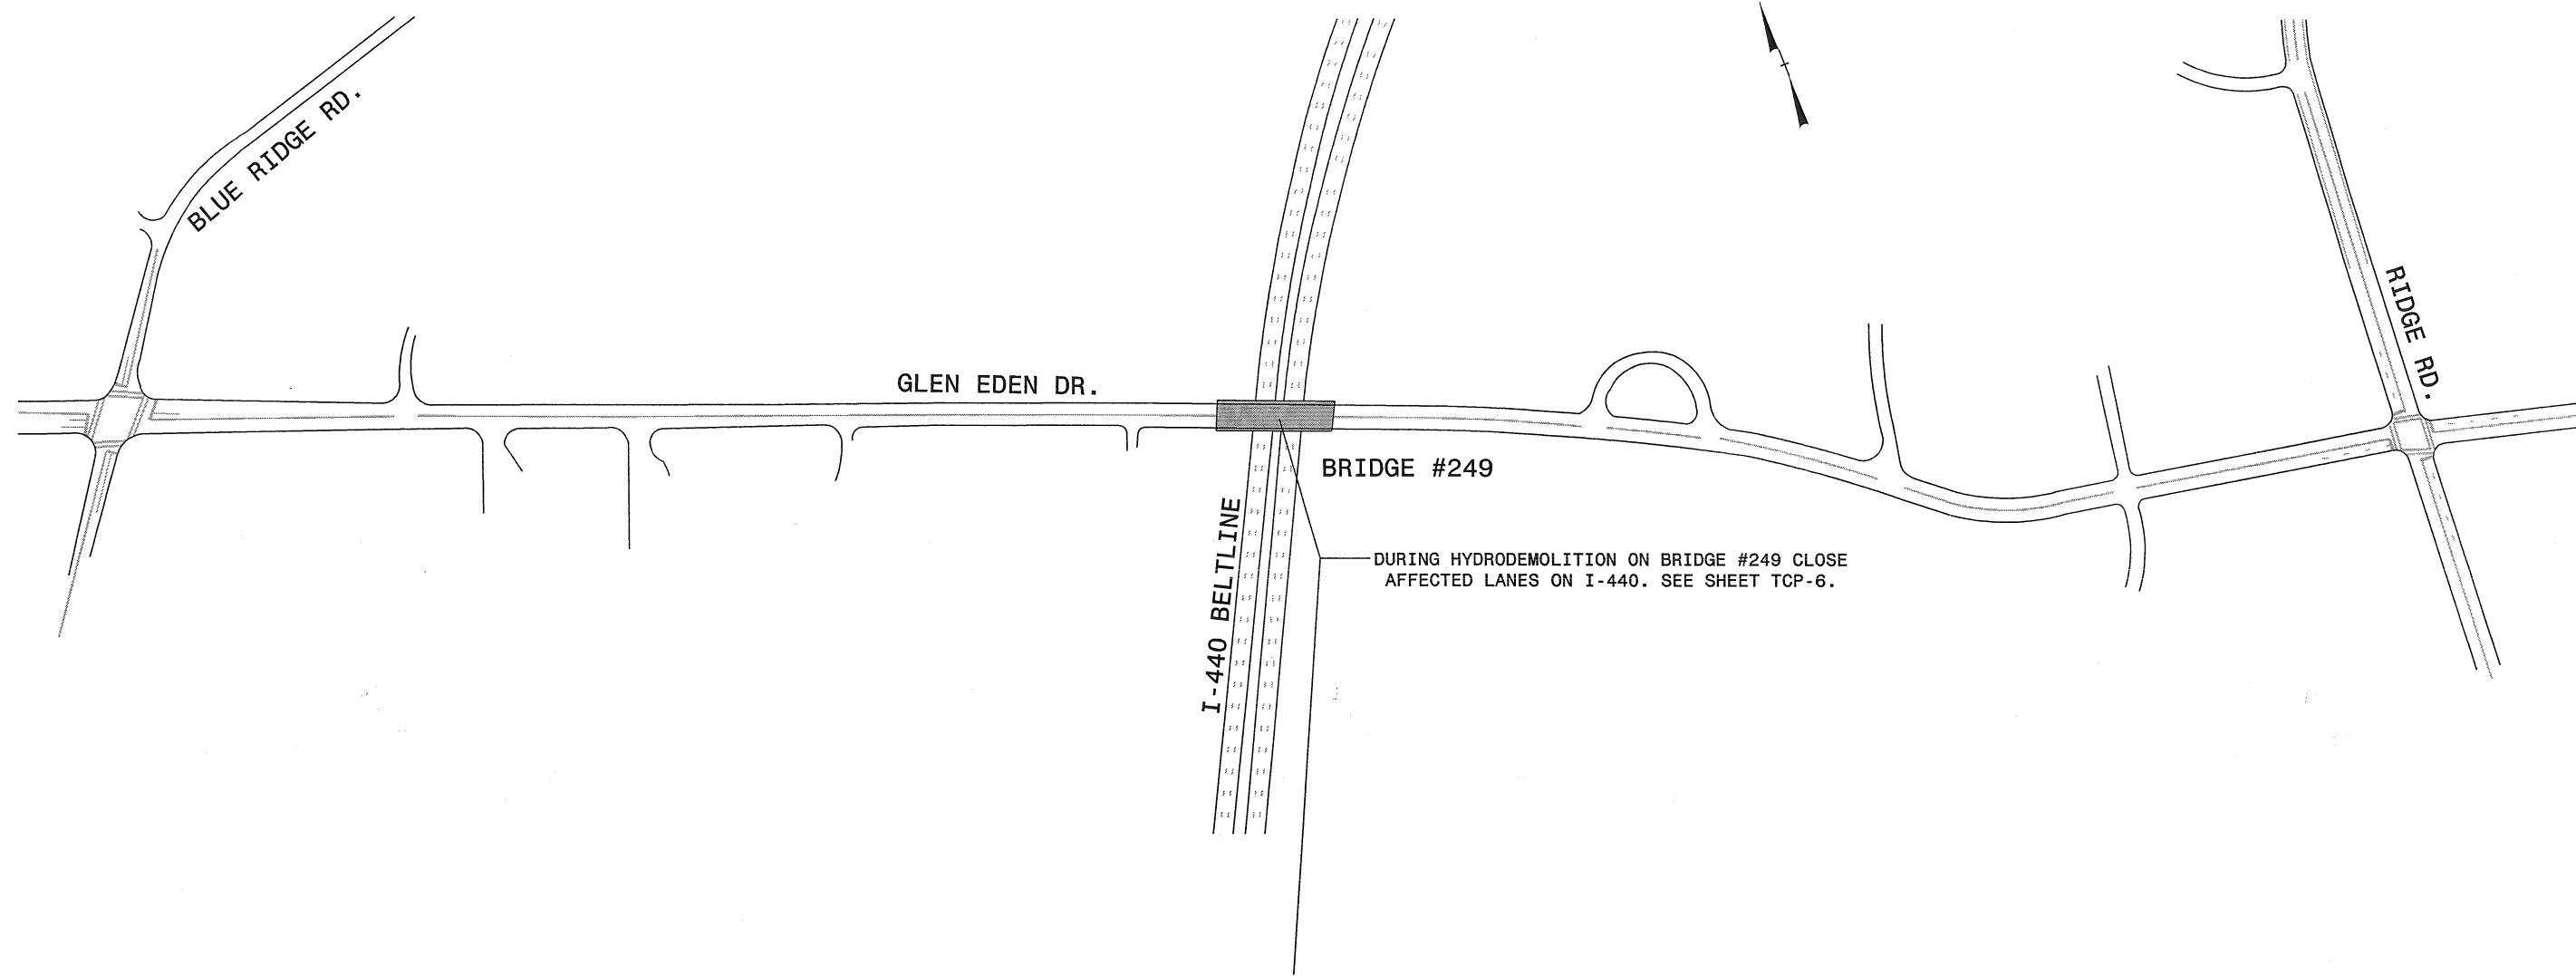 BLUE RIDGE RD.
GLEN EDEN DR.
RIDGE RD.
BRIDGE #249
I-440 BELTLINE
DURING HYDRODEMOLITION ON BRIDGE #249 CLOSE
AFFECTED LANES ON I-440. SEE SHEET TCP-6.